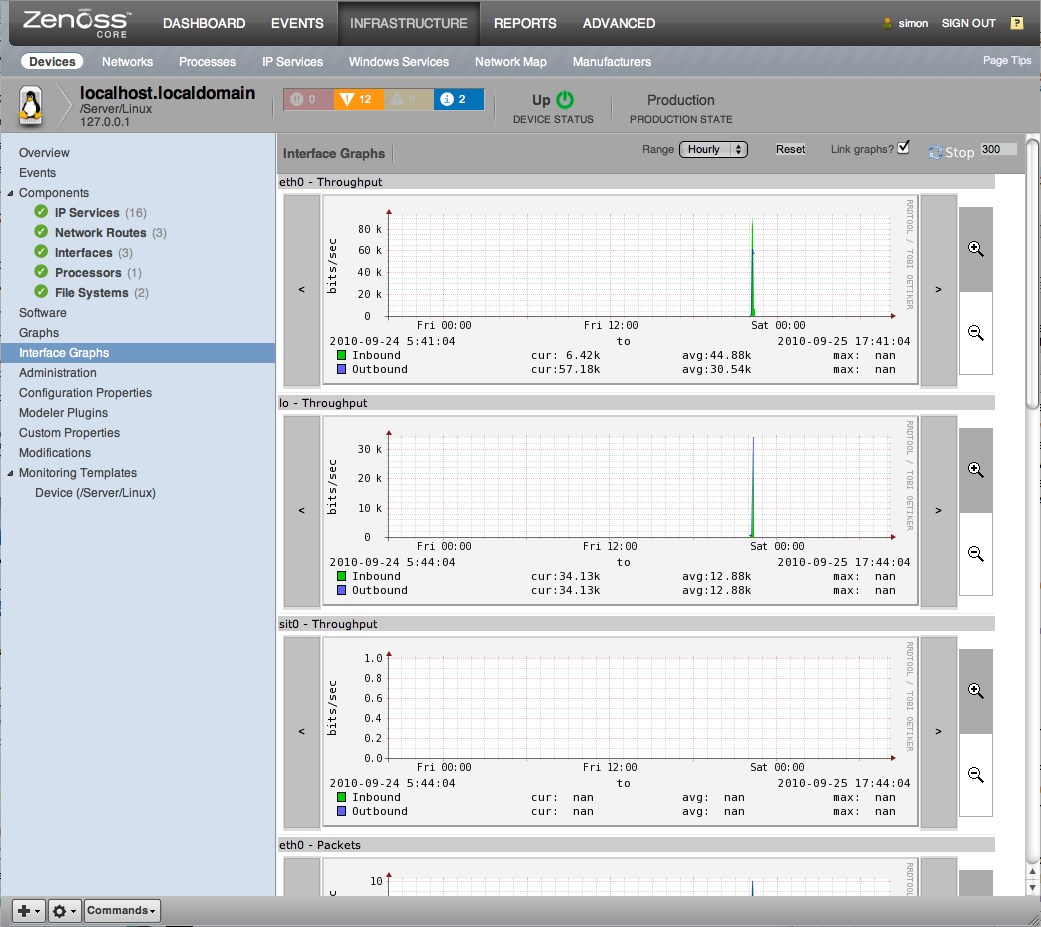 Zenoss CORE
DASHBOARD EVENTS INFRASTRUCTURE REPORTS ADVANCED simon SIGN OUT ?
Devices Networks Processes IP Services Windows Services Network Map Manufacturers Page Tips
localhost.localdomain
/Server/Linux
127.0.0.1
0 12 0 2
Up
DEVICE STATUS
Production
PRODUCTION STATE
Overview
Events
Components
IP Services (16)
Network Routes (3)
Interfaces (3)
Processors (1)
File Systems (2)
Software
Graphs
Interface Graphs
Administration
Configuration Properties
Modeler Plugins
Custom Properties
Modifications
Monitoring Templates
Device (/Server/Linux)
Interface Graphs Range Hourly Reset Link graphs? Stop 300
eth0 - Throughput
RRDTOOL / TOBI OETIKER
bits/sec
80 k
60 k
40 k
20 k
0
Fri 00:00 Fri 12:00 Sat 00:00
2010-09-24 5:41:04 to 2010-09-25 17:41:04
Inbound cur: 6.42k avg:44.88k max: nan
Outbound cur:57.18k avg:30.54k max: nan
< >
lo - Throughput
RRDTOOL / TOBI OETIKER
bits/sec
30 k
20 k
10 k
0
Fri 00:00 Fri 12:00 Sat 00:00
2010-09-24 5:44:04 to 2010-09-25 17:44:04
Inbound cur:34.13k avg:12.88k max: nan
Outbound cur:34.13k avg:12.88k max: nan
< >
sit0 - Throughput
RRDTOOL / TOBI OETIKER
bits/sec
1.0
0.8
0.6
0.4
0.2
0.0
Fri 00:00 Fri 12:00 Sat 00:00
2010-09-24 5:44:04 to 2010-09-25 17:44:04
Inbound cur: nan avg: nan max: nan
Outbound cur: nan avg: nan max: nan
< >
eth0 - Packets
RRDTOOL
10
Commands